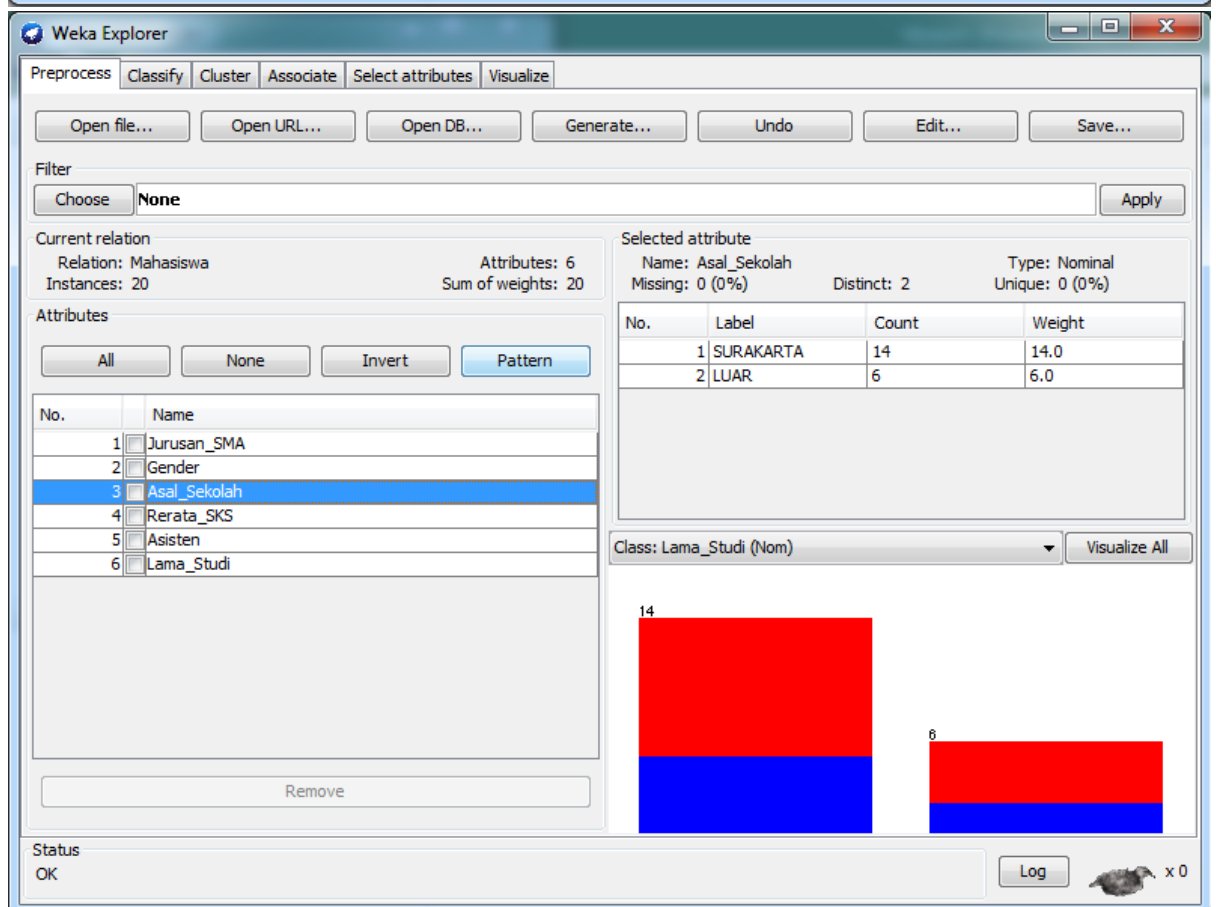 Weka Explorer
Preprocess Classify Cluster Associate Select attributes Visualize
Open file... Open URL... Open DB... Generate... Undo Edit... Save...
Filter
Choose None Apply
Current relation
Relation: Mahasiswa Attributes: 6
Instances: 20 Sum of weights: 20
Selected attribute
Name: Asal_Sekolah Type: Nominal
Missing: 0 (0%) Distinct: 2 Unique: 0 (0%)
Attributes
All None Invert Pattern
No. Name
1 Jurusan_SMA
2 Gender
3 Asal_Sekolah
4 Rerata_SKS
5 Asisten
6 Lama_Studi
Remove
No. Label Count Weight
1 SURAKARTA 14 14.0
2 LUAR 6 6.0
Class: Lama_Studi (Nom) Visualize All
14
6
Status
OK
Log x 0